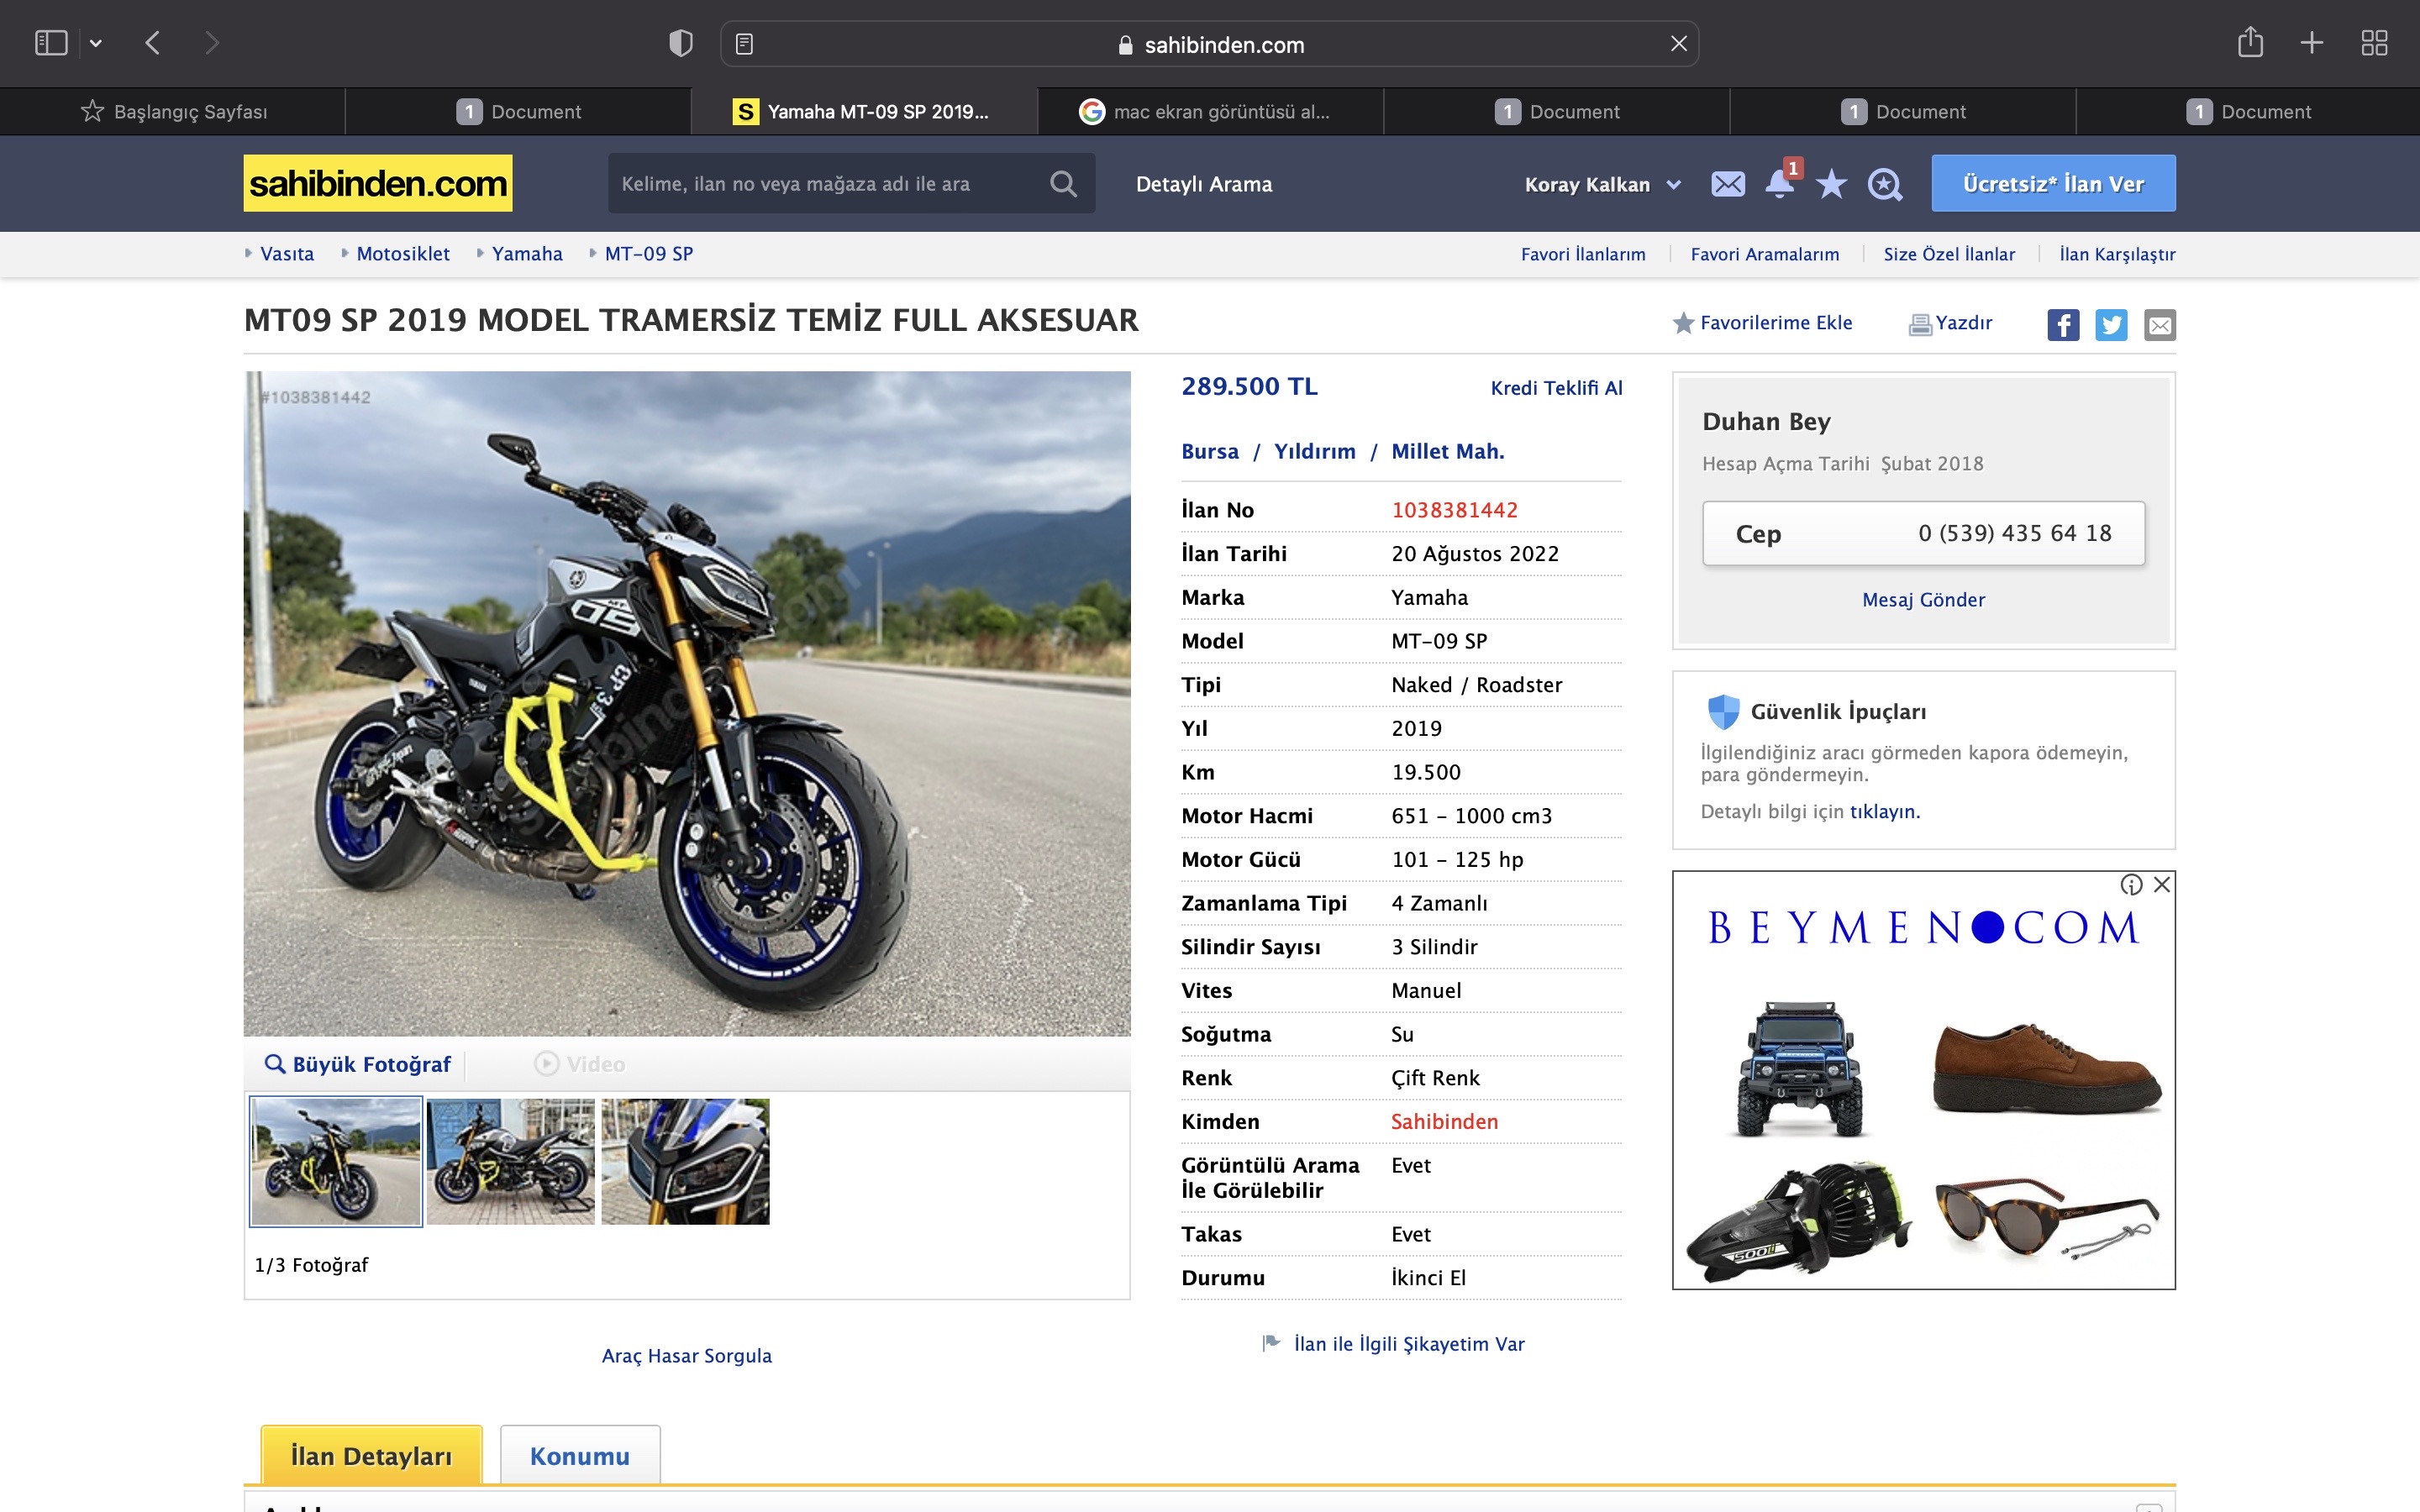 sahibinden.com
Başlangıç Sayfası
1 Document
S Yamaha MT-09 SP 2019...
mac ekran görüntüsü al...
1 Document
1 Document
1 Document
sahibinden.com
Kelime, ilan no veya mağaza adı ile ara
Detaylı Arama
Koray Kalkan
1
Ücretsiz* İlan Ver
Vasıta
Motosiklet
Yamaha
MT-09 SP
Favori İlanlarım
Favori Aramalarım
Size Özel İlanlar
İlan Karşılaştır
MT09 SP 2019 MODEL TRAMERSİZ TEMİZ FULL AKSESUAR
Favorilerime Ekle
Yazdır
#1038381442
Büyük Fotoğraf
Video
1/3 Fotoğraf
Araç Hasar Sorgula
289.500 TL
Kredi Teklifi Al
Bursa / Yıldırım / Millet Mah.
İlan No 1038381442
İlan Tarihi 20 Ağustos 2022
Marka Yamaha
Model MT-09 SP
Tipi Naked / Roadster
Yıl 2019
Km 19.500
Motor Hacmi 651 - 1000 cm3
Motor Gücü 101 - 125 hp
Zamanlama Tipi 4 Zamanlı
Silindir Sayısı 3 Silindir
Vites Manuel
Soğutma Su
Renk Çift Renk
Kimden Sahibinden
Görüntülü Arama Evet
İle Görülebilir
Takas Evet
Durumu İkinci El
İlan ile İlgili Şikayetim Var
Duhan Bey
Hesap Açma Tarihi Şubat 2018
Cep 0 (539) 435 64 18
Mesaj Gönder
Güvenlik İpuçları
İlgilendiğiniz aracı görmeden kapora ödemeyin,
para göndermeyin.
Detaylı bilgi için tıklayın.
BEYMEN●COM
İlan Detayları
Konumu